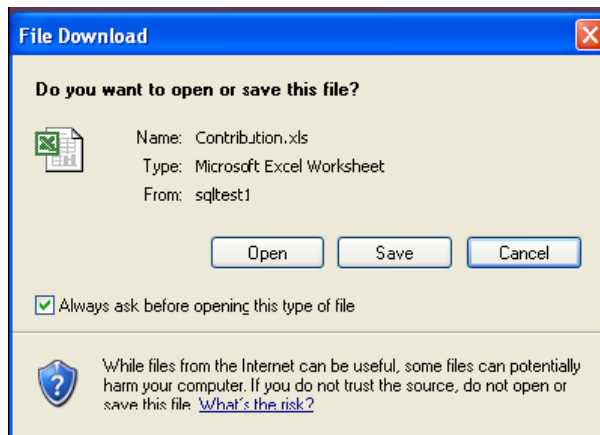 File Download
Do you want to open or save this file?
Name: Contribution.xls
Type: Microsoft Excel Worksheet
From: sqltest1
Open Save Cancel
Always ask before opening this type of file
While files from the Internet can be useful, some files can potentially
harm your computer. If you do not trust the source, do not open or
save this file. What's the risk?